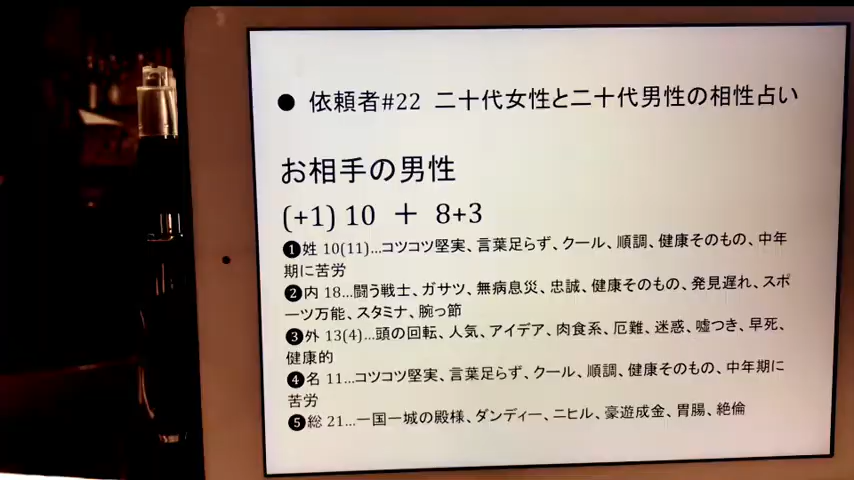 ● 依頼者#22 二十代女性と二十代男性の相性占い
お相手の男性
(+1) 10 ＋ 8+3
❶姓 10(11)…コツコツ堅実、言葉足らず、クール、順調、健康そのもの、中年
期に苦労
❷内 18…闘う戦士、ガサツ、無病息災、忠誠、健康そのもの、発見遅れ、スポ
ーツ万能、スタミナ、腕っ節
❸外 13(4)…頭の回転、人気、アイデア、肉食系、厄難、迷惑、嘘つき、早死、
健康的
❹名 11…コツコツ堅実、言葉足らず、クール、順調、健康そのもの、中年期に
苦労
❺総 21…一国一城の殿様、ダンディー、ニヒル、豪遊成金、胃腸、絶倫